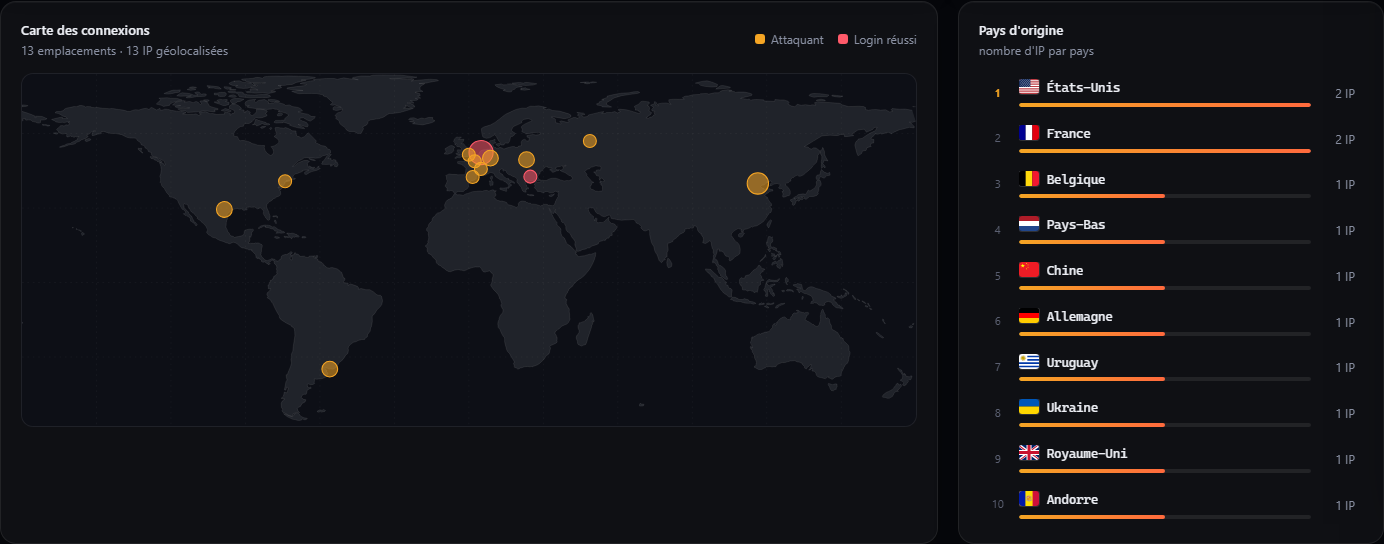 Carte des connexions
13 emplacements · 13 IP géolocalisées
Attaquant
Login réussi
Pays d'origine
nombre d'IP par pays
1 États-Unis 2 IP
2 France 2 IP
3 Belgique 1 IP
4 Pays-Bas 1 IP
5 Chine 1 IP
6 Allemagne 1 IP
7 Uruguay 1 IP
8 Ukraine 1 IP
9 Royaume-Uni 1 IP
10 Andorre 1 IP